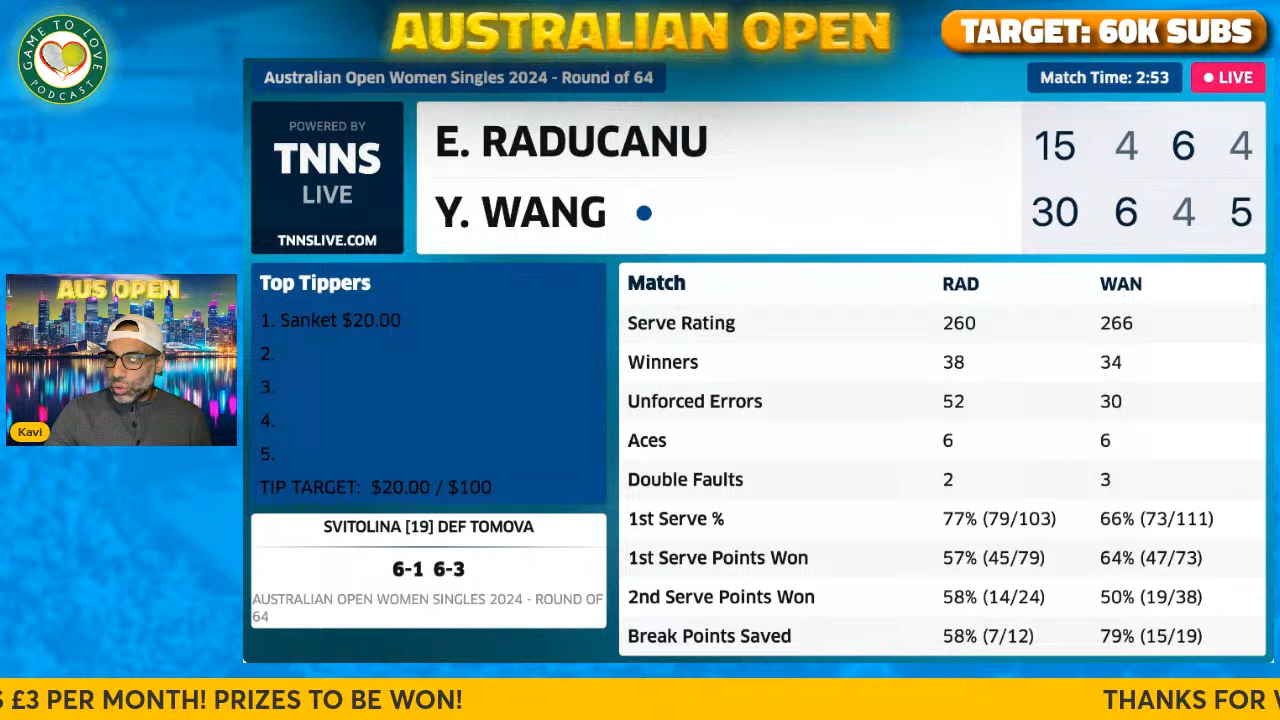 GAME TO LOVE
PODCAST
AUSTRALIAN OPEN
TARGET: 60K SUBS
Australian Open Women Singles 2024 - Round of 64
Match Time: 2:53
LIVE
POWERED BY
TNNS
LIVE
TNNSLIVE.COM
E. RADUCANU 15 4 6 4
Y. WANG 30 6 4 5
AUS OPEN
Kavi
Top Tippers
1. Sanket $20.00
2.
3.
4.
5.
TIP TARGET: $20.00 / $100
SVITOLINA [19] DEF TOMOVA
6-1 6-3
AUSTRALIAN OPEN WOMEN SINGLES 2024 - ROUND OF
64
Match RAD WAN
Serve Rating 260 266
Winners 38 34
Unforced Errors 52 30
Aces 6 6
Double Faults 2 3
1st Serve % 77% (79/103) 66% (73/111)
1st Serve Points Won 57% (45/79) 64% (47/73)
2nd Serve Points Won 58% (14/24) 50% (19/38)
Break Points Saved 58% (7/12) 79% (15/19)
S £3 PER MONTH! PRIZES TO BE WON! THANKS FOR